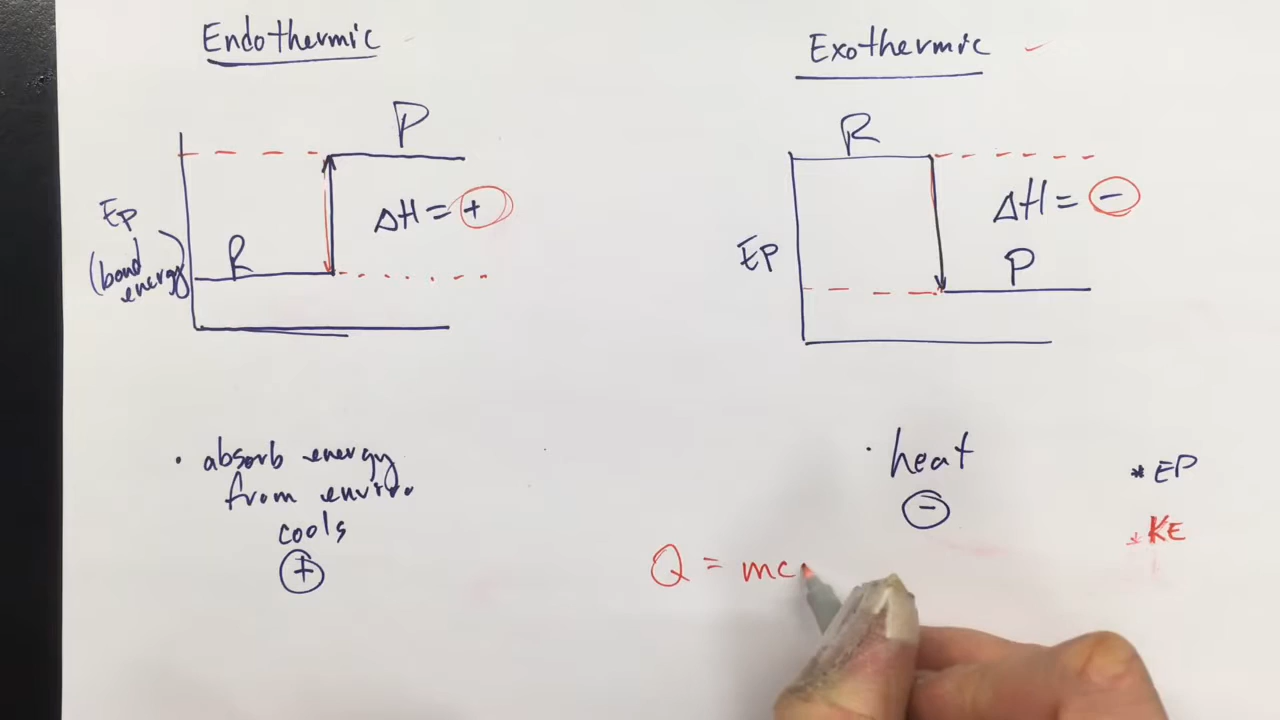 Endothermic
P
ΔH = +
Ep
(bond
energy)
R
• absorb energy
from enviro.
cools
+
Exothermic
R
ΔH = -
Ep
P
• heat
-
* EP
* KE
Q = mc